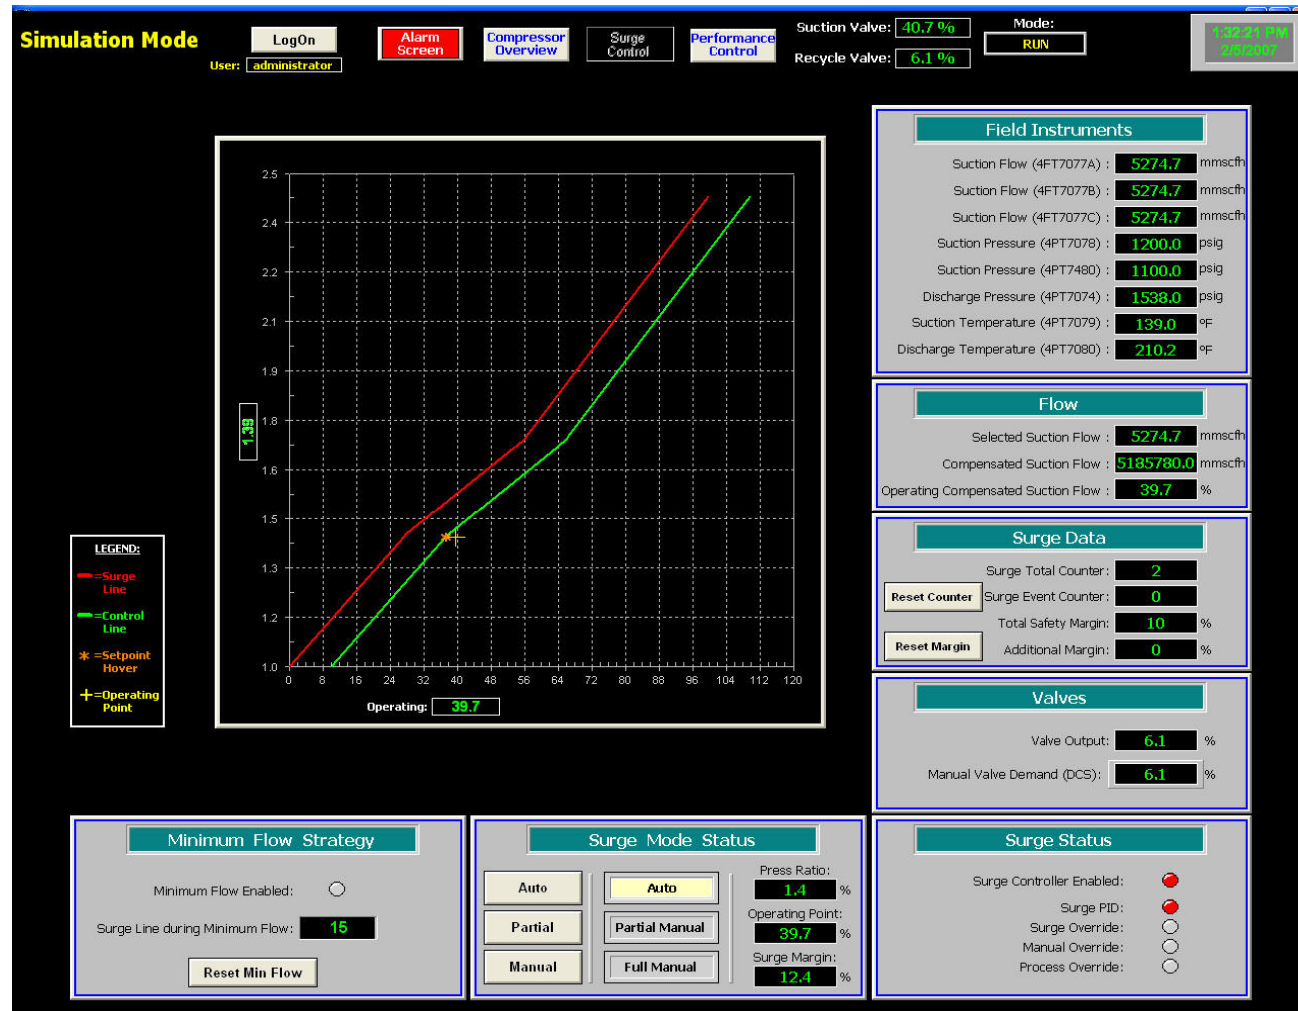 Simulation Mode
LogOn
User: administrator
Alarm
Screen
Compressor
Overview
Surge
Control
Performance
Control
Suction Valve: 40.7 %
Recycle Valve: 6.1 %
Mode:
RUN
1:32:21 PM
2/5/2007
2.5
2.4
2.2
2.1
1.9
1.8
1.6
1.5
1.3
1.2
1.0
1.39
0 8 16 24 32 40 48 56 64 72 80 88 96 104 112 120
Operating: 39.7
LEGEND:
=Surge
Line
=Control
Line
=Setpoint
Hover
=Operating
Point
Field Instruments
Suction Flow (4FT7077A) : 5274.7 mmscfh
Suction Flow (4FT7077B) : 5274.7 mmscfh
Suction Flow (4FT7077C) : 5274.7 mmscfh
Suction Pressure (4PT7078) : 1200.0 psig
Suction Pressure (4PT7480) : 1100.0 psig
Discharge Pressure (4PT7074) : 1538.0 psig
Suction Temperature (4PT7079) : 139.0 ºF
Discharge Temperature (4PT7080) : 210.2 ºF
Flow
Selected Suction Flow : 5274.7 mmscfh
Compensated Suction Flow : 5185780.0 mmscfh
Operating Compensated Suction Flow : 39.7 %
Surge Data
Surge Total Counter: 2
Reset Counter Surge Event Counter: 0
Total Safety Margin: 10 %
Reset Margin Additional Margin: 0 %
Valves
Valve Output: 6.1 %
Manual Valve Demand (DCS): 6.1 %
Minimum Flow Strategy
Minimum Flow Enabled:
Surge Line during Minimum Flow: 15
Reset Min Flow
Surge Mode Status
Auto Auto
Partial Partial Manual
Manual Full Manual
Press Ratio:
1.4 %
Operating Point:
39.7 %
Surge Margin:
12.4 %
Surge Status
Surge Controller Enabled:
Surge PID:
Surge Override:
Manual Override:
Process Override: